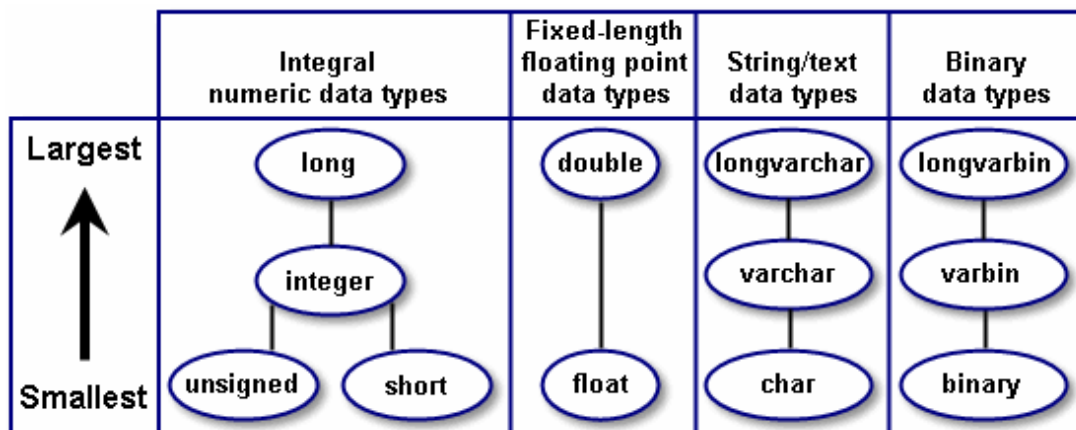 Integral
numeric data types
Fixed-length
floating point
data types
String/text
data types
Binary
data types
Largest
long
double
longvarchar
longvarbin
integer
varchar
varbin
Smallest
unsigned
short
float
char
binary